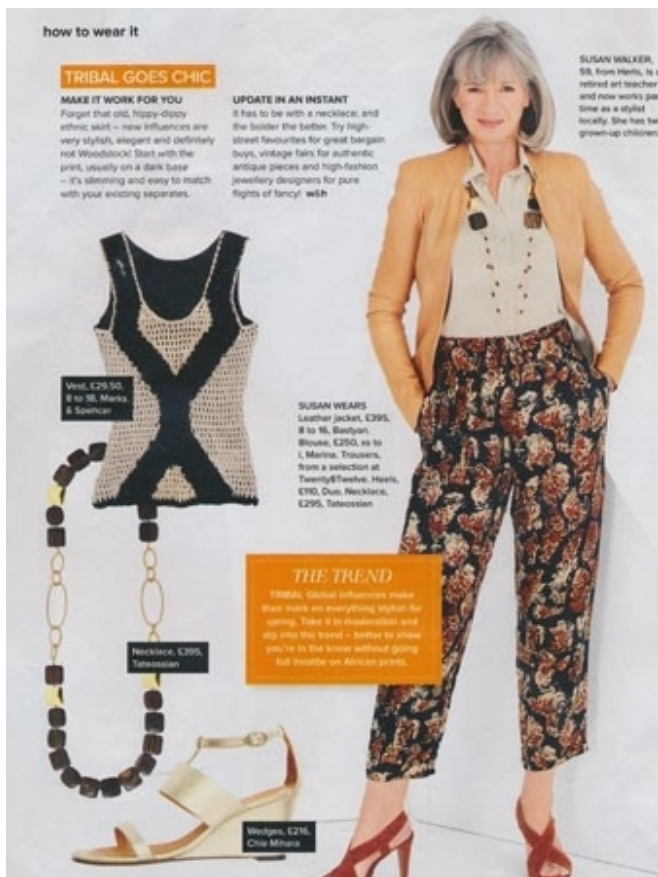 how to wear it
TRIBAL GOES CHIC
MAKE IT WORK FOR YOU
Forget that old, hippy-dippy
ethnic skirt – new influences are
very stylish, elegant and definitely
not Woodstock! Start with the
print, usually on a dark base
– it's slimming and easy to match
with your existing separates.
UPDATE IN AN INSTANT
It has to be with a necklace; and
the bolder the better. Try high-
street favourites for great bargain
buys, vintage fairs for authentic
antique pieces and high-fashion
jewellery designers for pure
flights of fancy! w&h
SUSAN WALKER,
59, from Herts, is a
retired art teacher
and now works par
time as a stylist
locally. She has tw
grown-up children
Vest, £29.50,
8 to 18, Marks
& Spencer
SUSAN WEARS
Leather jacket, £395,
8 to 16, Bastyan.
Blouse, £250, xs to
l, Marina. Trousers,
from a selection at
Twenty8Twelve. Heels,
£110, Duo. Necklace,
£295, Tateossian
THE TREND
TRIBAL Global influences make
their mark on everything stylish for
spring. Take it in moderation and
dip into the trend – better to show
you're in the know without going
full throttle on African prints.
Necklace, £395,
Tateossian
Wedges, £216,
Chie Mihara